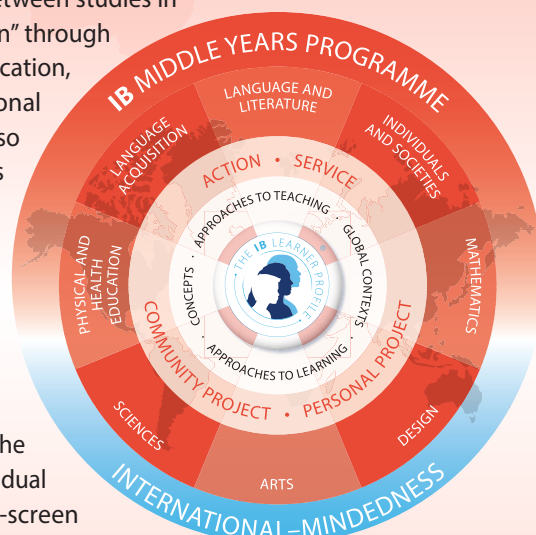 between studies in
n” through
cation,
onal
so
s
IB MIDDLE YEARS PROGRAMME
LANGUAGE AND
LITERATURE
LANGUAGE
ACQUISITION
INDIVIDUALS
AND SOCIETIES
PHYSICAL AND
HEALTH
EDUCATION
MATHEMATICS
SCIENCES
DESIGN
ARTS
ACTION • SERVICE
COMMUNITY PROJECT • PERSONAL PROJECT
APPROACHES TO TEACHING ·
GLOBAL CONTEXTS ·
APPROACHES TO LEARNING ·
CONCEPTS ·
• THE IB LEARNER PROFILE •
INTERNATIONAL–MINDEDNESS
he
dual
-screen